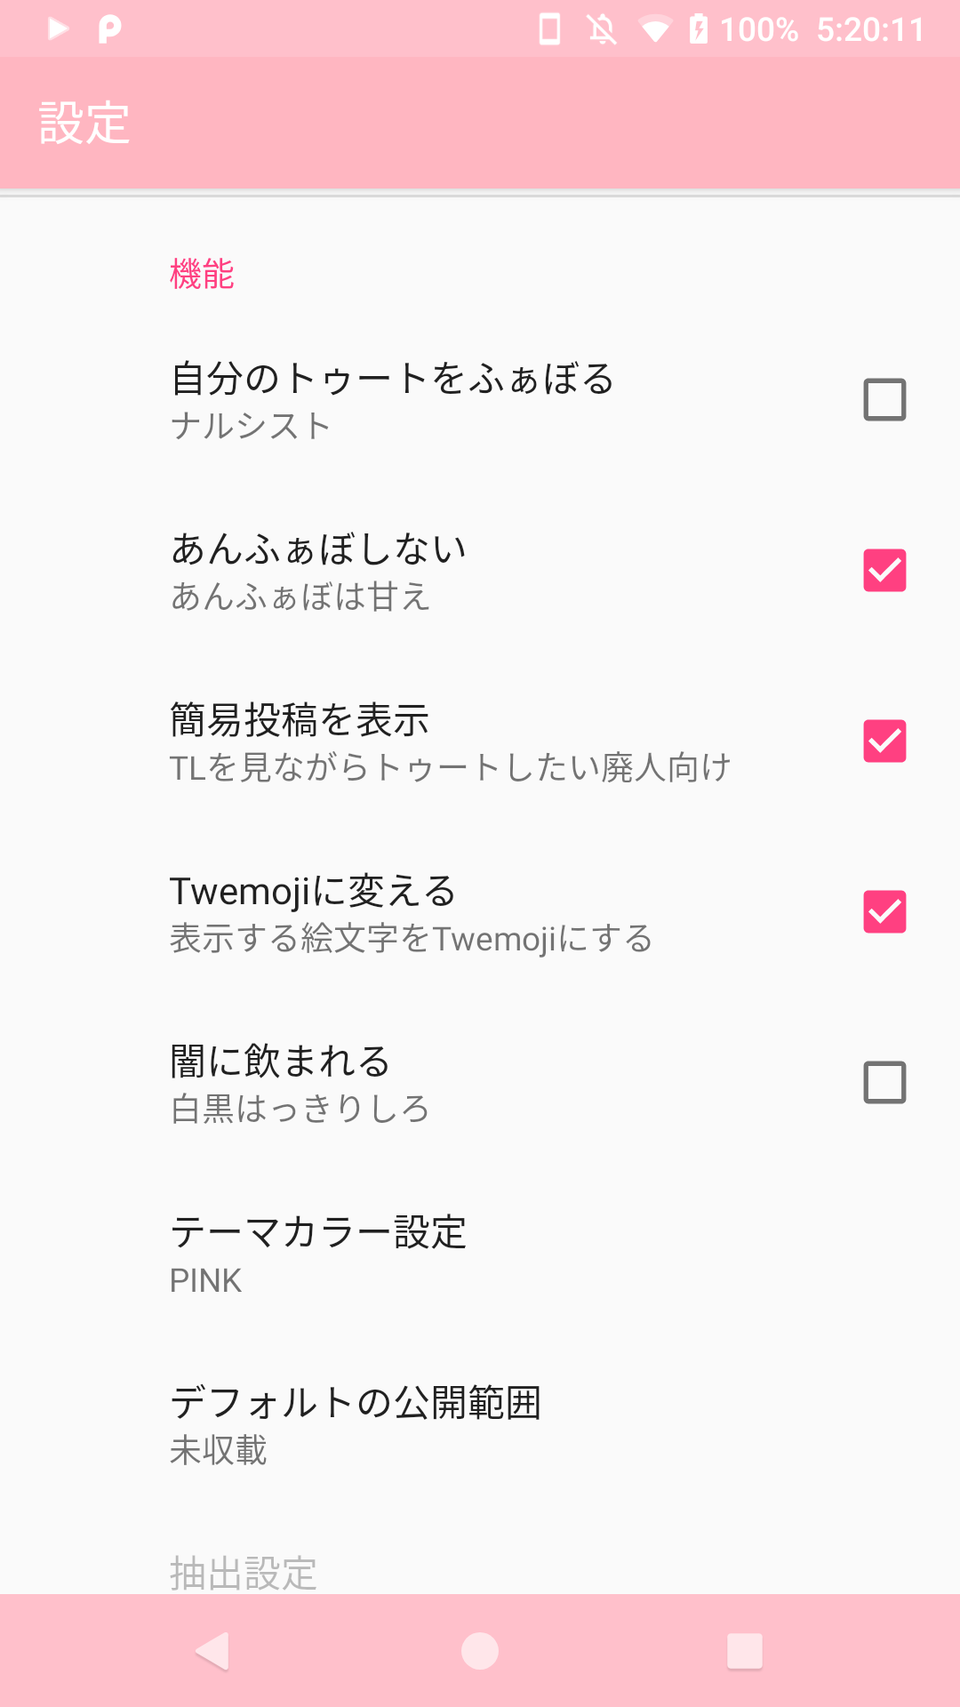 100% 5:20:11
設定
機能
自分のトゥートをふぁぼる
ナルシスト
あんふぁぼしない
あんふぁぼは甘え
簡易投稿を表示
TLを見ながらトゥートしたい廃人向け
Twemojiに変える
表示する絵文字をTwemojiにする
闇に飲まれる
白黒はっきりしろ
テーマカラー設定
PINK
デフォルトの公開範囲
未収載
抽出設定